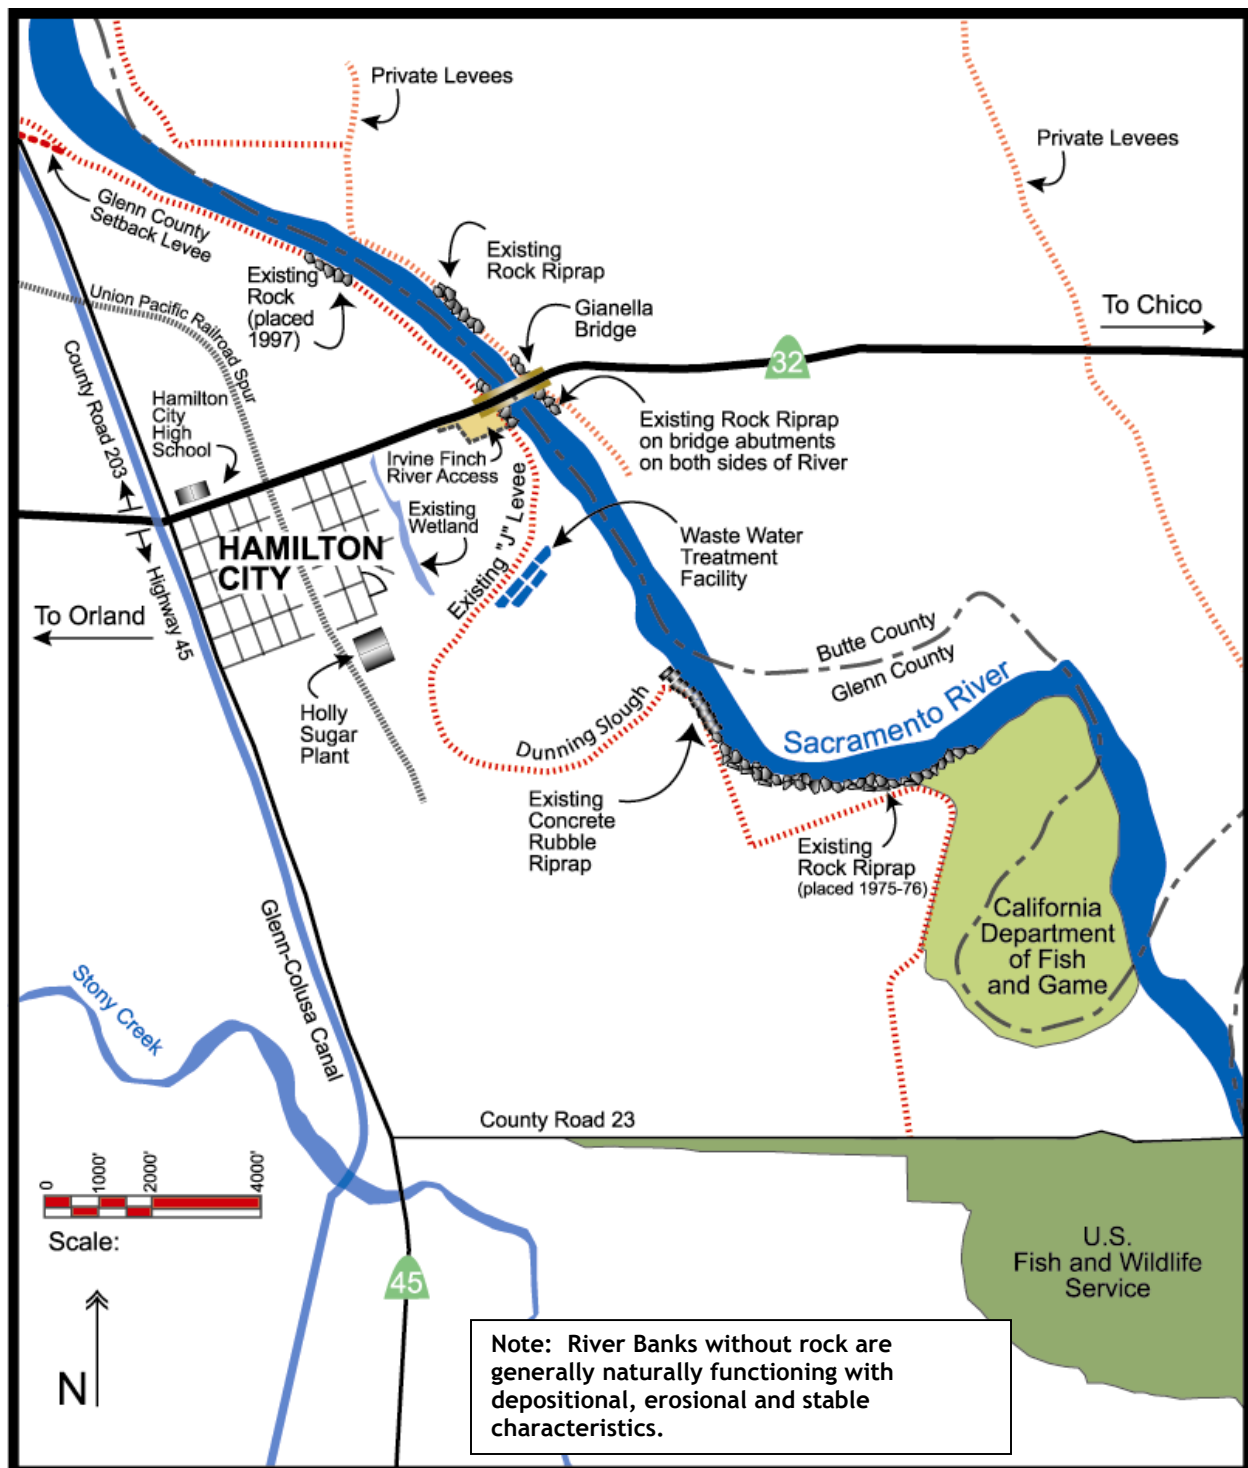 Private Levees
Private Levees
Glenn County
Setback Levee
Existing
Rock Riprap
Existing
Rock
(placed
1997)
Gianella
Bridge
To Chico
32
Union Pacific Railroad Spur
County Road 203
Hamilton
City
High
School
Existing Rock Riprap
on bridge abutments
on both sides of River
Irvine Finch
River Access
Existing
Wetland
Existing "J" Levee
Waste Water
Treatment
Facility
HAMILTON
CITY
Highway 45
To Orland
Butte County
Glenn County
Sacramento River
Holly
Sugar
Plant
Dunning Slough
Existing
Concrete
Rubble
Riprap
Existing
Rock Riprap
(placed 1975-76)
California
Department
of Fish
and Game
Glenn-Colusa Canal
Stony Creek
County Road 23
0
1000'
2000'
4000'
Scale:
N
45
U.S.
Fish and Wildlife
Service
Note: River Banks without rock are
generally naturally functioning with
depositional, erosional and stable
characteristics.